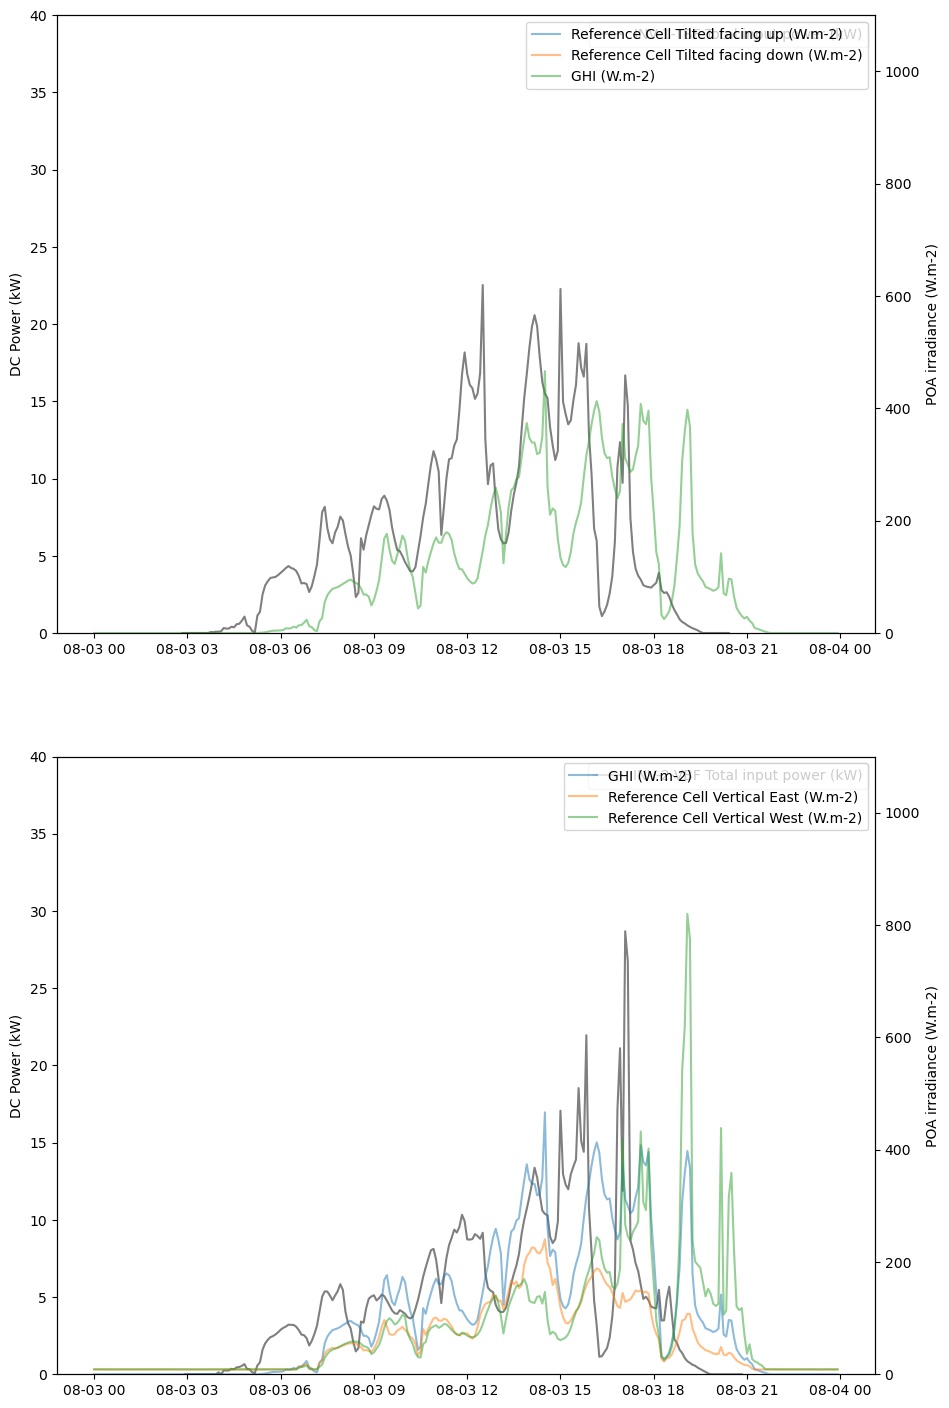 40
35
30
25
20
15
10
5
0
DC Power (kW)
Reference Cell Tilted facing up (W.m-2)
Reference Cell Tilted facing down (W.m-2)
GHI (W.m-2)
kW)
1000
800
600
400
200
0
POA irradiance (W.m-2)
08-03 00 08-03 03 08-03 06 08-03 09 08-03 12 08-03 15 08-03 18 08-03 21 08-04 00
40
35
30
25
20
15
10
5
0
DC Power (kW)
GHI (W.m-2)
Total input power (kW)
Reference Cell Vertical East (W.m-2)
Reference Cell Vertical West (W.m-2)
1000
800
600
400
200
0
POA irradiance (W.m-2)
08-03 00 08-03 03 08-03 06 08-03 09 08-03 12 08-03 15 08-03 18 08-03 21 08-04 00